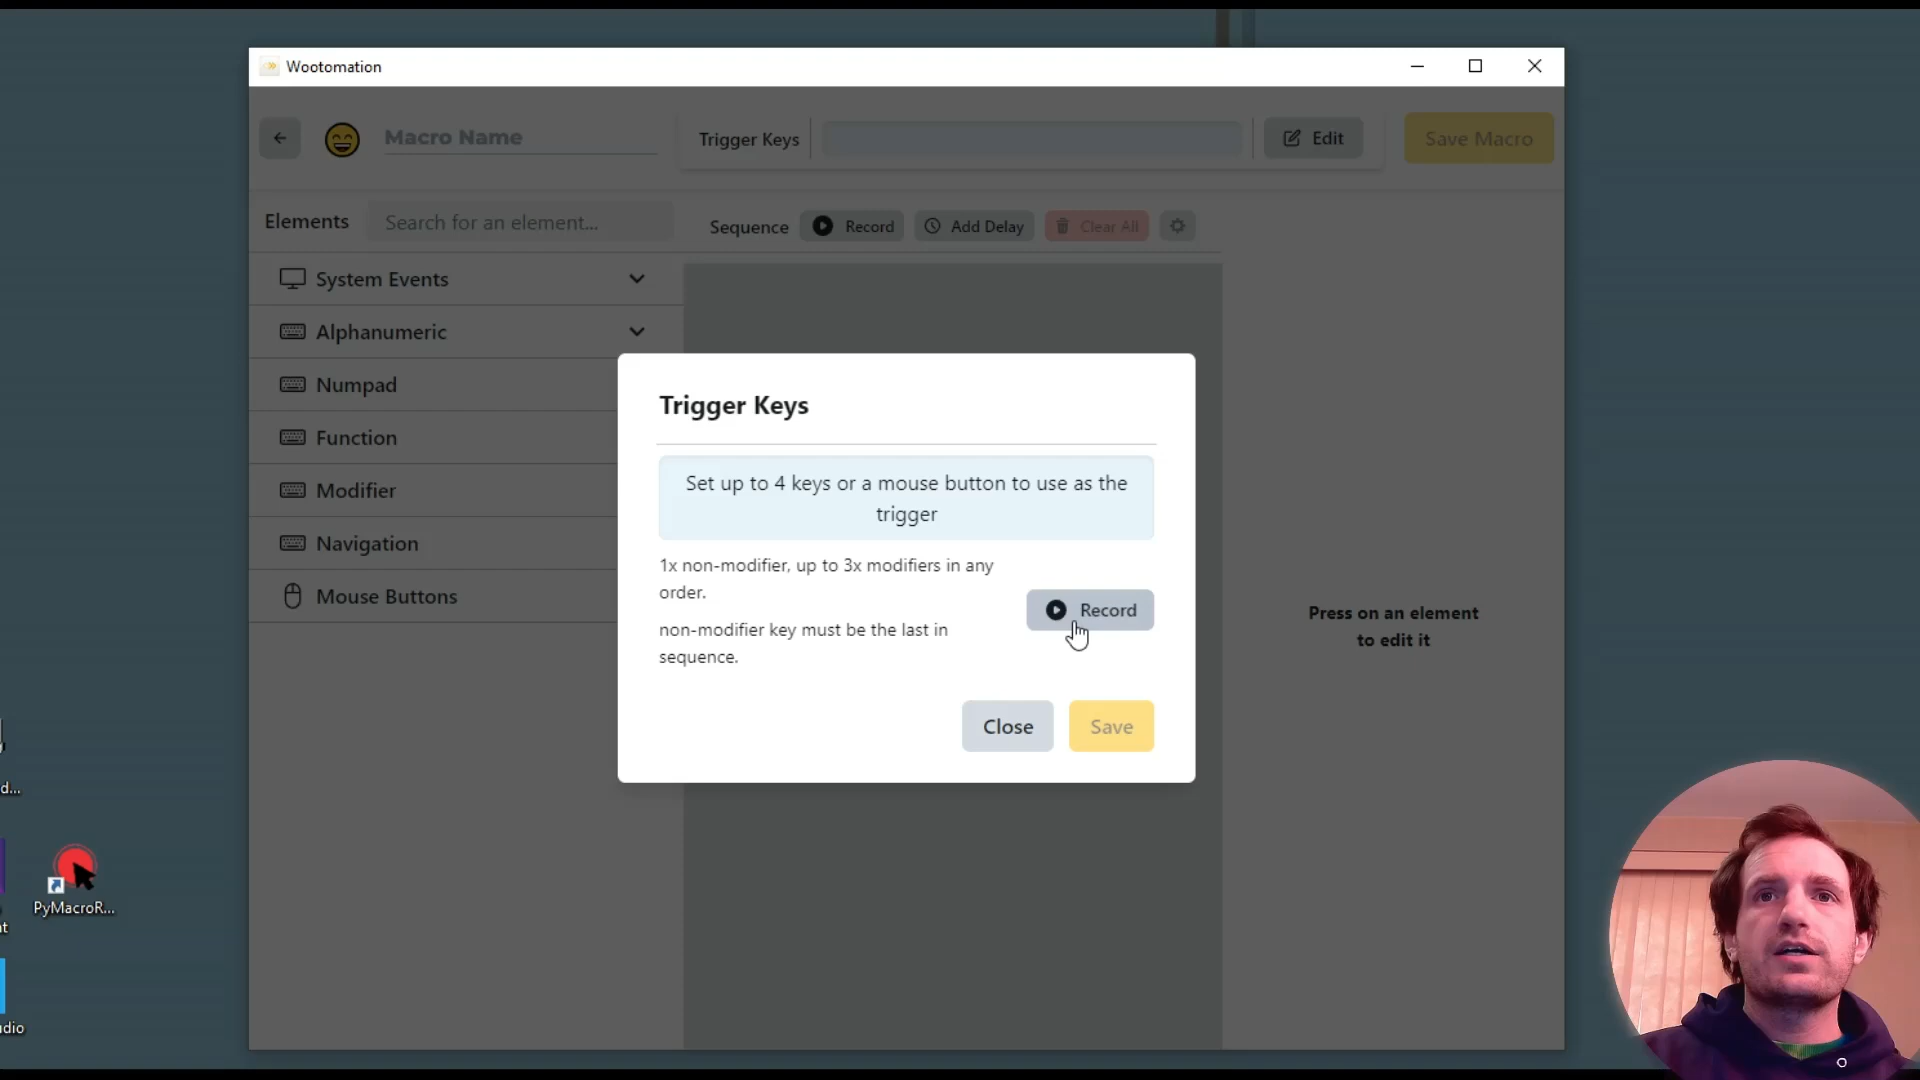 Wootomation
Macro Name
Trigger Keys
Edit
Save Macro
Elements
Search for an element...
Sequence
Record
Add Delay
Clear All
System Events
Alphanumeric
Numpad
Function
Modifier
Navigation
Mouse Buttons
Trigger Keys
Set up to 4 keys or a mouse button to use as the
trigger
1x non-modifier, up to 3x modifiers in any
order.
non-modifier key must be the last in
sequence.
Record
Close
Save
Press on an element
to edit it
d...
PyMacroR...
nt
udio